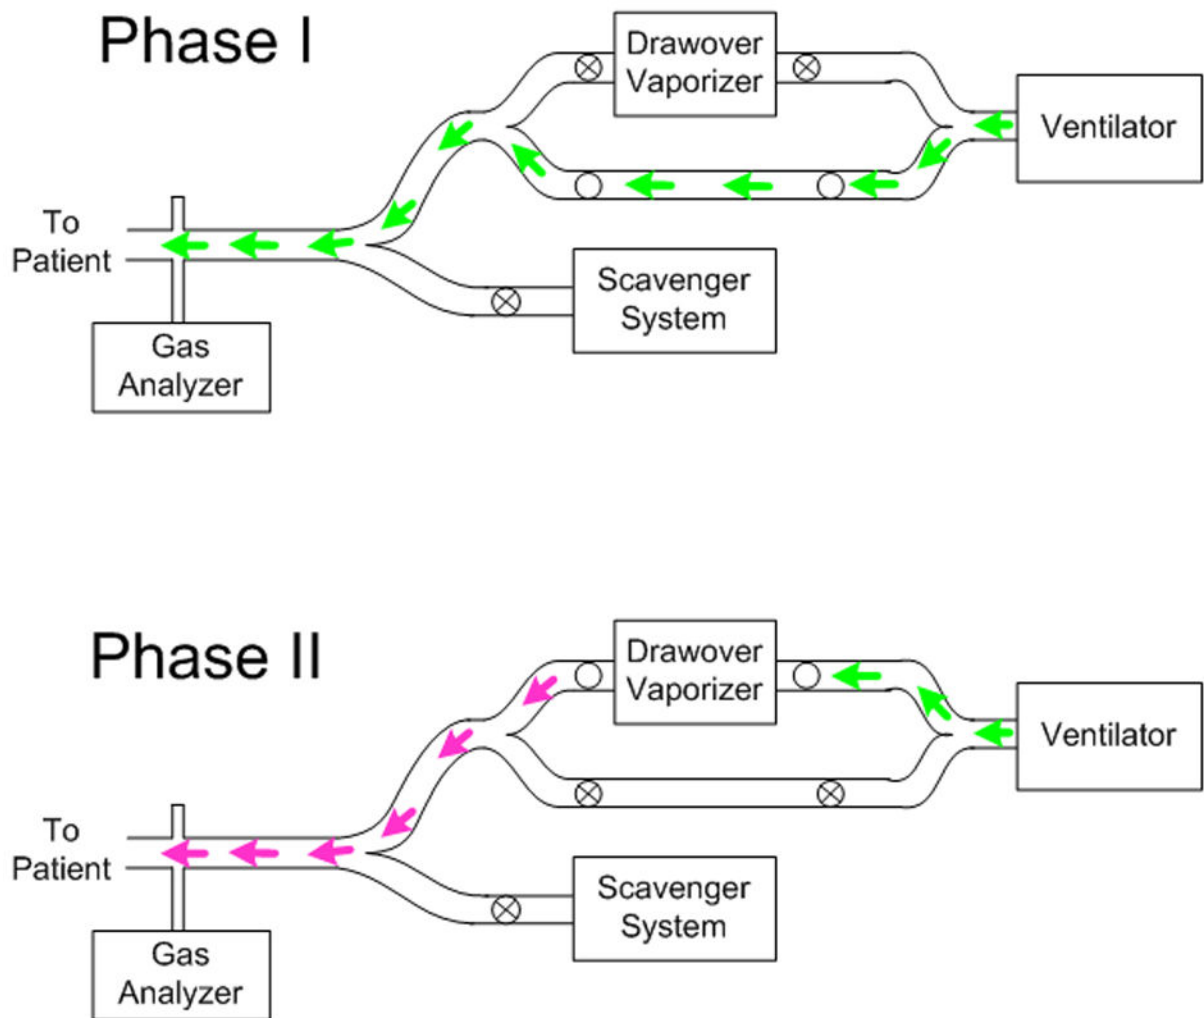 Phase I
Drawover
Vaporizer
Ventilator
To
Patient
Scavenger
System
Gas
Analyzer
Phase II
Drawover
Vaporizer
Ventilator
To
Patient
Scavenger
System
Gas
Analyzer